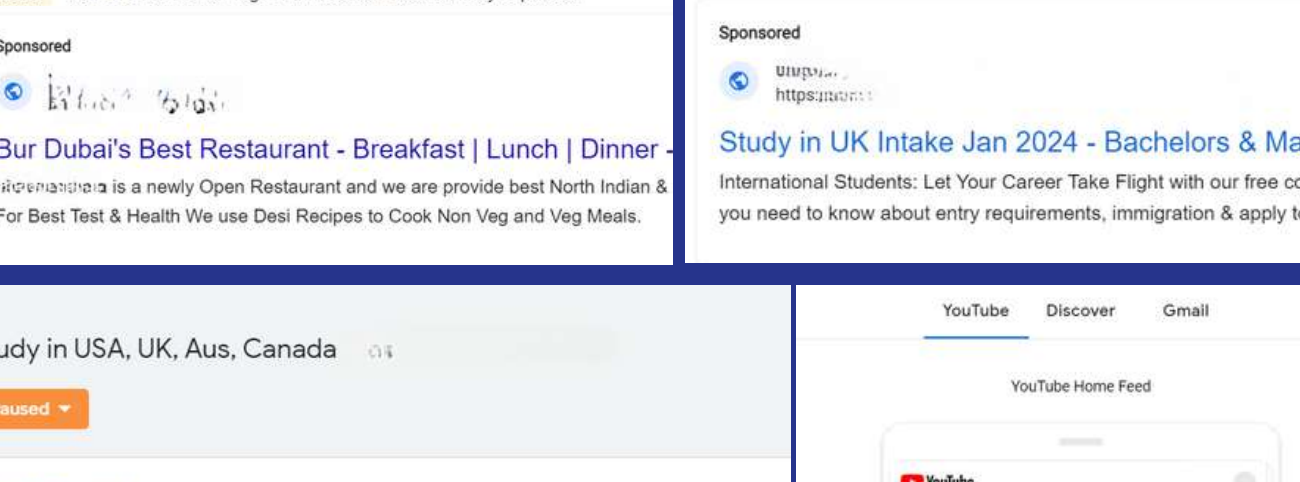 Sponsored
Bur Dubai's Best Restaurant - Breakfast | Lunch | Dinner -
is a newly Open Restaurant and we are provide best North Indian &
For Best Test & Health We use Desi Recipes to Cook Non Veg and Veg Meals.
Sponsored
https:
Study in UK Intake Jan 2024 - Bachelors & Ma
International Students: Let Your Career Take Flight with our free co
you need to know about entry requirements, immigration & apply to
udy in USA, UK, Aus, Canada
aused
YouTube Discover Gmail
YouTube Home Feed
YouTube